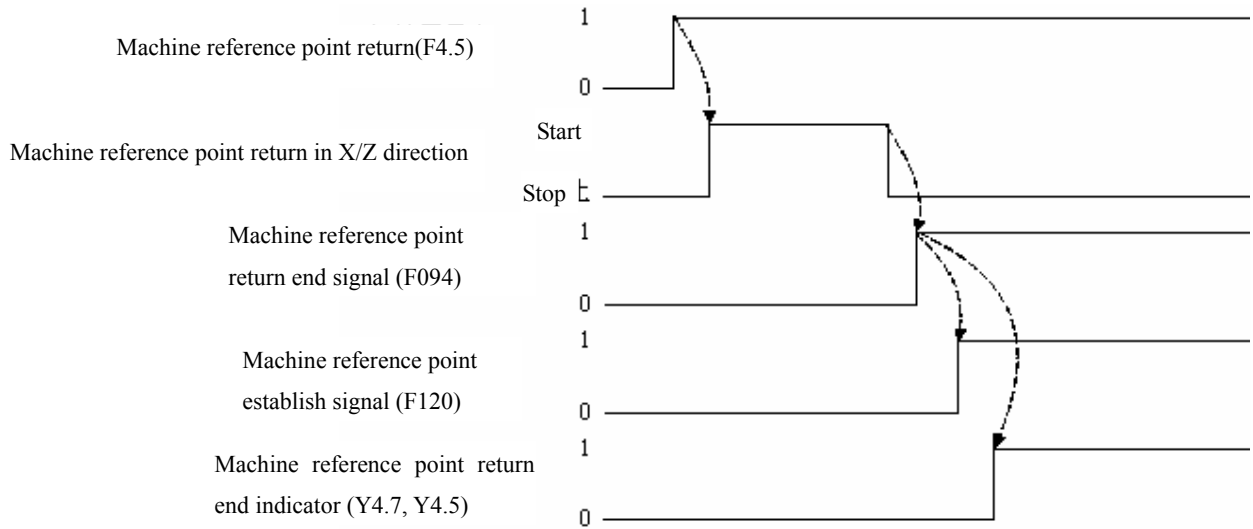 1
Machine reference point return(F4.5)
0
Start
Machine reference point return in X/Z direction
Stop
1
Machine reference point
return end signal (F094)
0
1
Machine reference point
establish signal (F120)
0
1
Machine reference point return
end indicator (Y4.7, Y4.5)
0